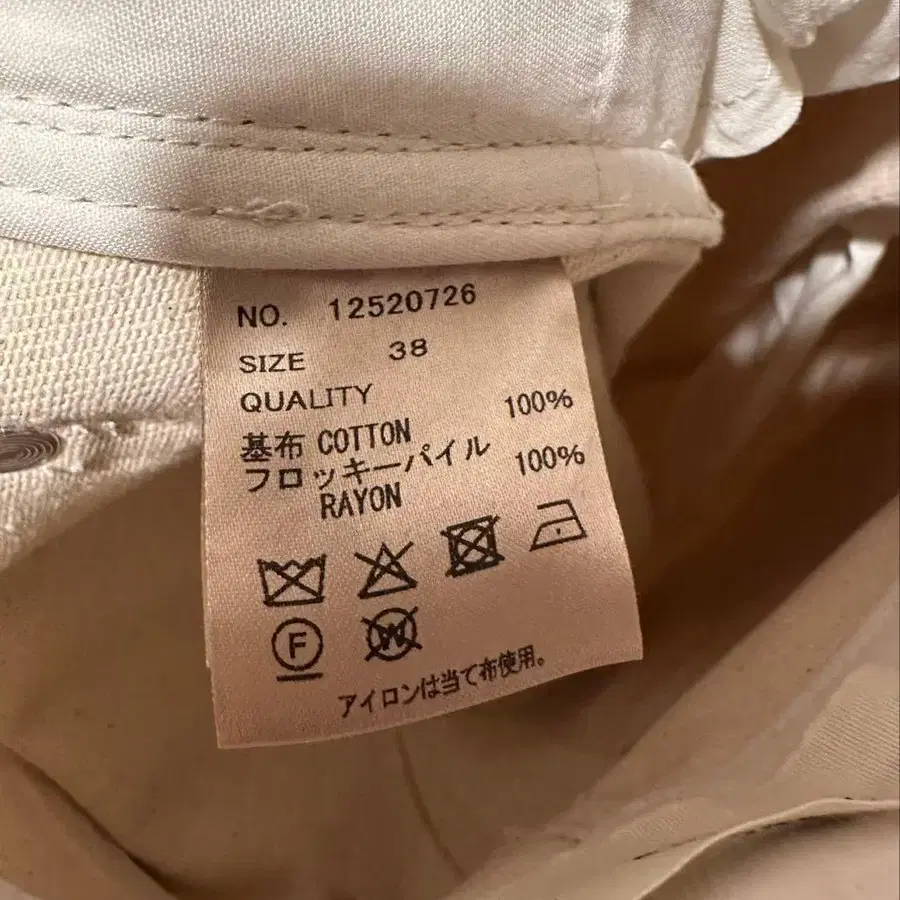 NO. 12520726
SIZE 38
QUALITY
基布 COTTON 100%
フロッキーパイル 100%
RAYON
F
W
アイロンは当て布使用。